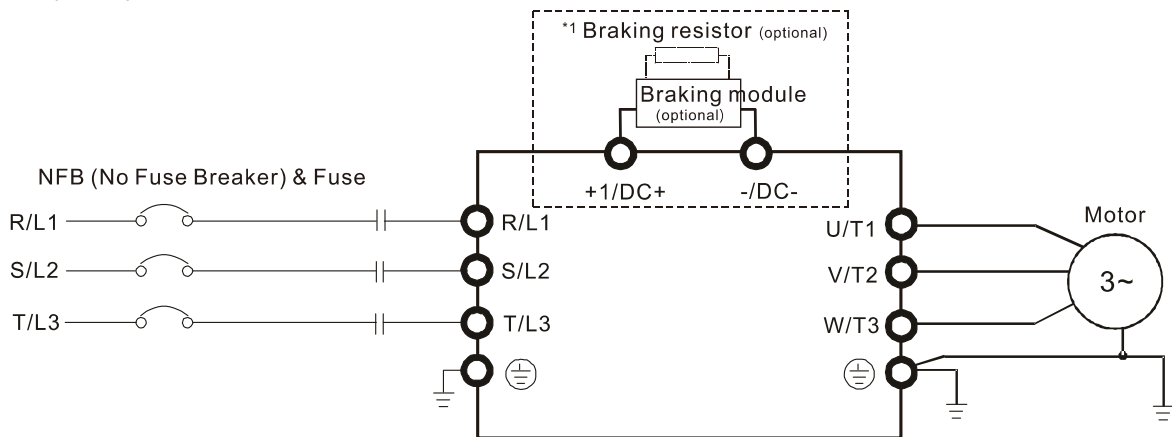 *1 Braking resistor (optional)
Braking module
(optional)
+1/DC+
-/DC-
NFB (No Fuse Breaker) & Fuse
R/L1
R/L1
U/T1
Motor
S/L2
S/L2
V/T2
3~
T/L3
T/L3
W/T3